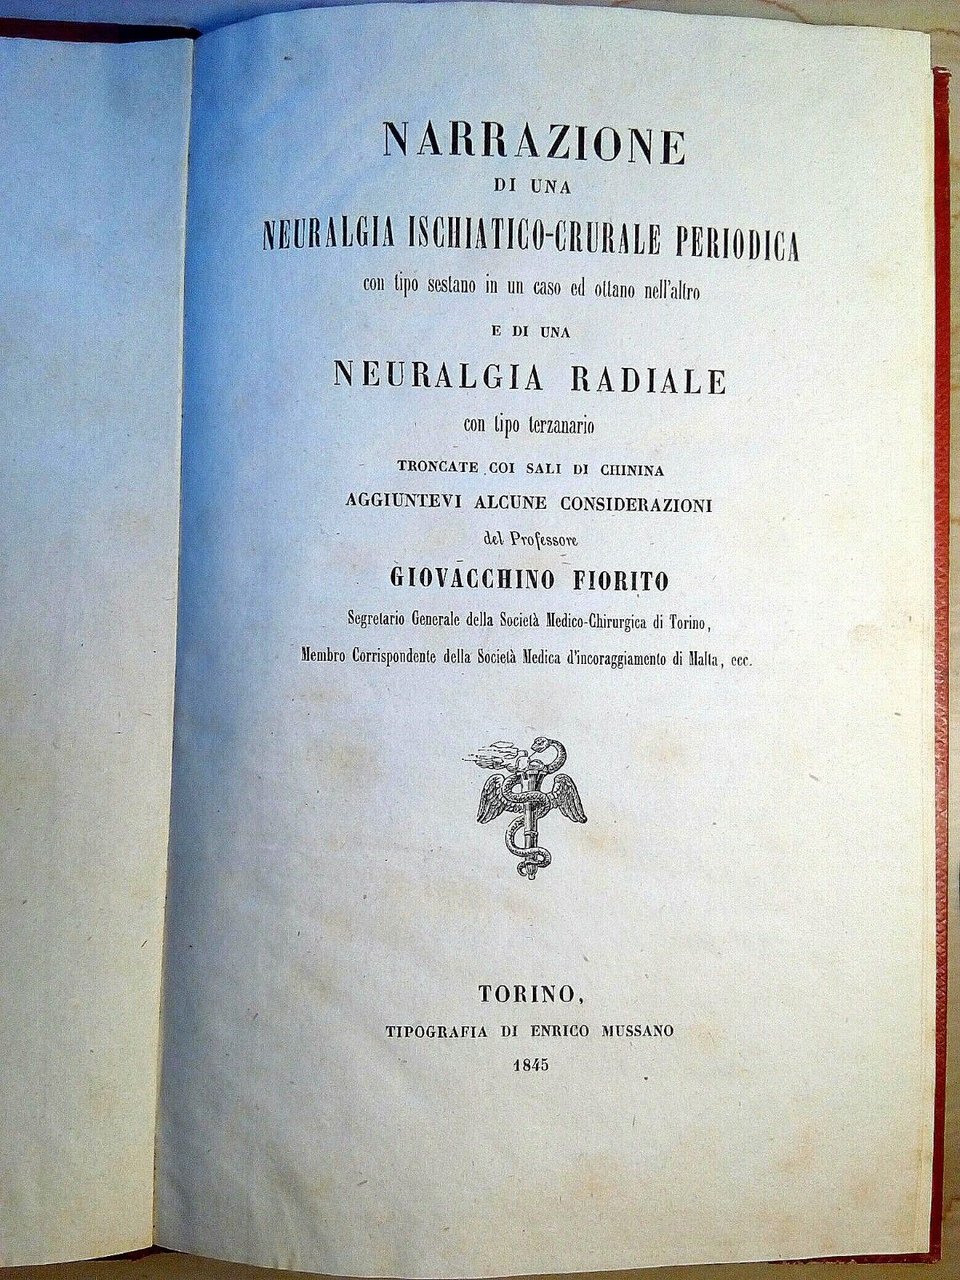 NARRAZIONE
DI UNA
NEURALGIA ISCHIATICO-CRURALE PERIODICA
con tipo sestano in un caso ed ottano nell'altro
E DI UNA
NEURALGIA RADIALE
con tipo terzanario
TRONCATE COI SALI DI CHININA
AGGIUNTEVI ALCUNE CONSIDERAZIONI
del Professore
GIOVACCHINO FIORITO
Segretario Generale della Società Medico-Chirurgica di Torino,
Membro Corrispondente della Società Medica d'incoraggiamento di Malta, ecc.
TORINO,
TIPOGRAFIA DI ENRICO MUSSANO
1845